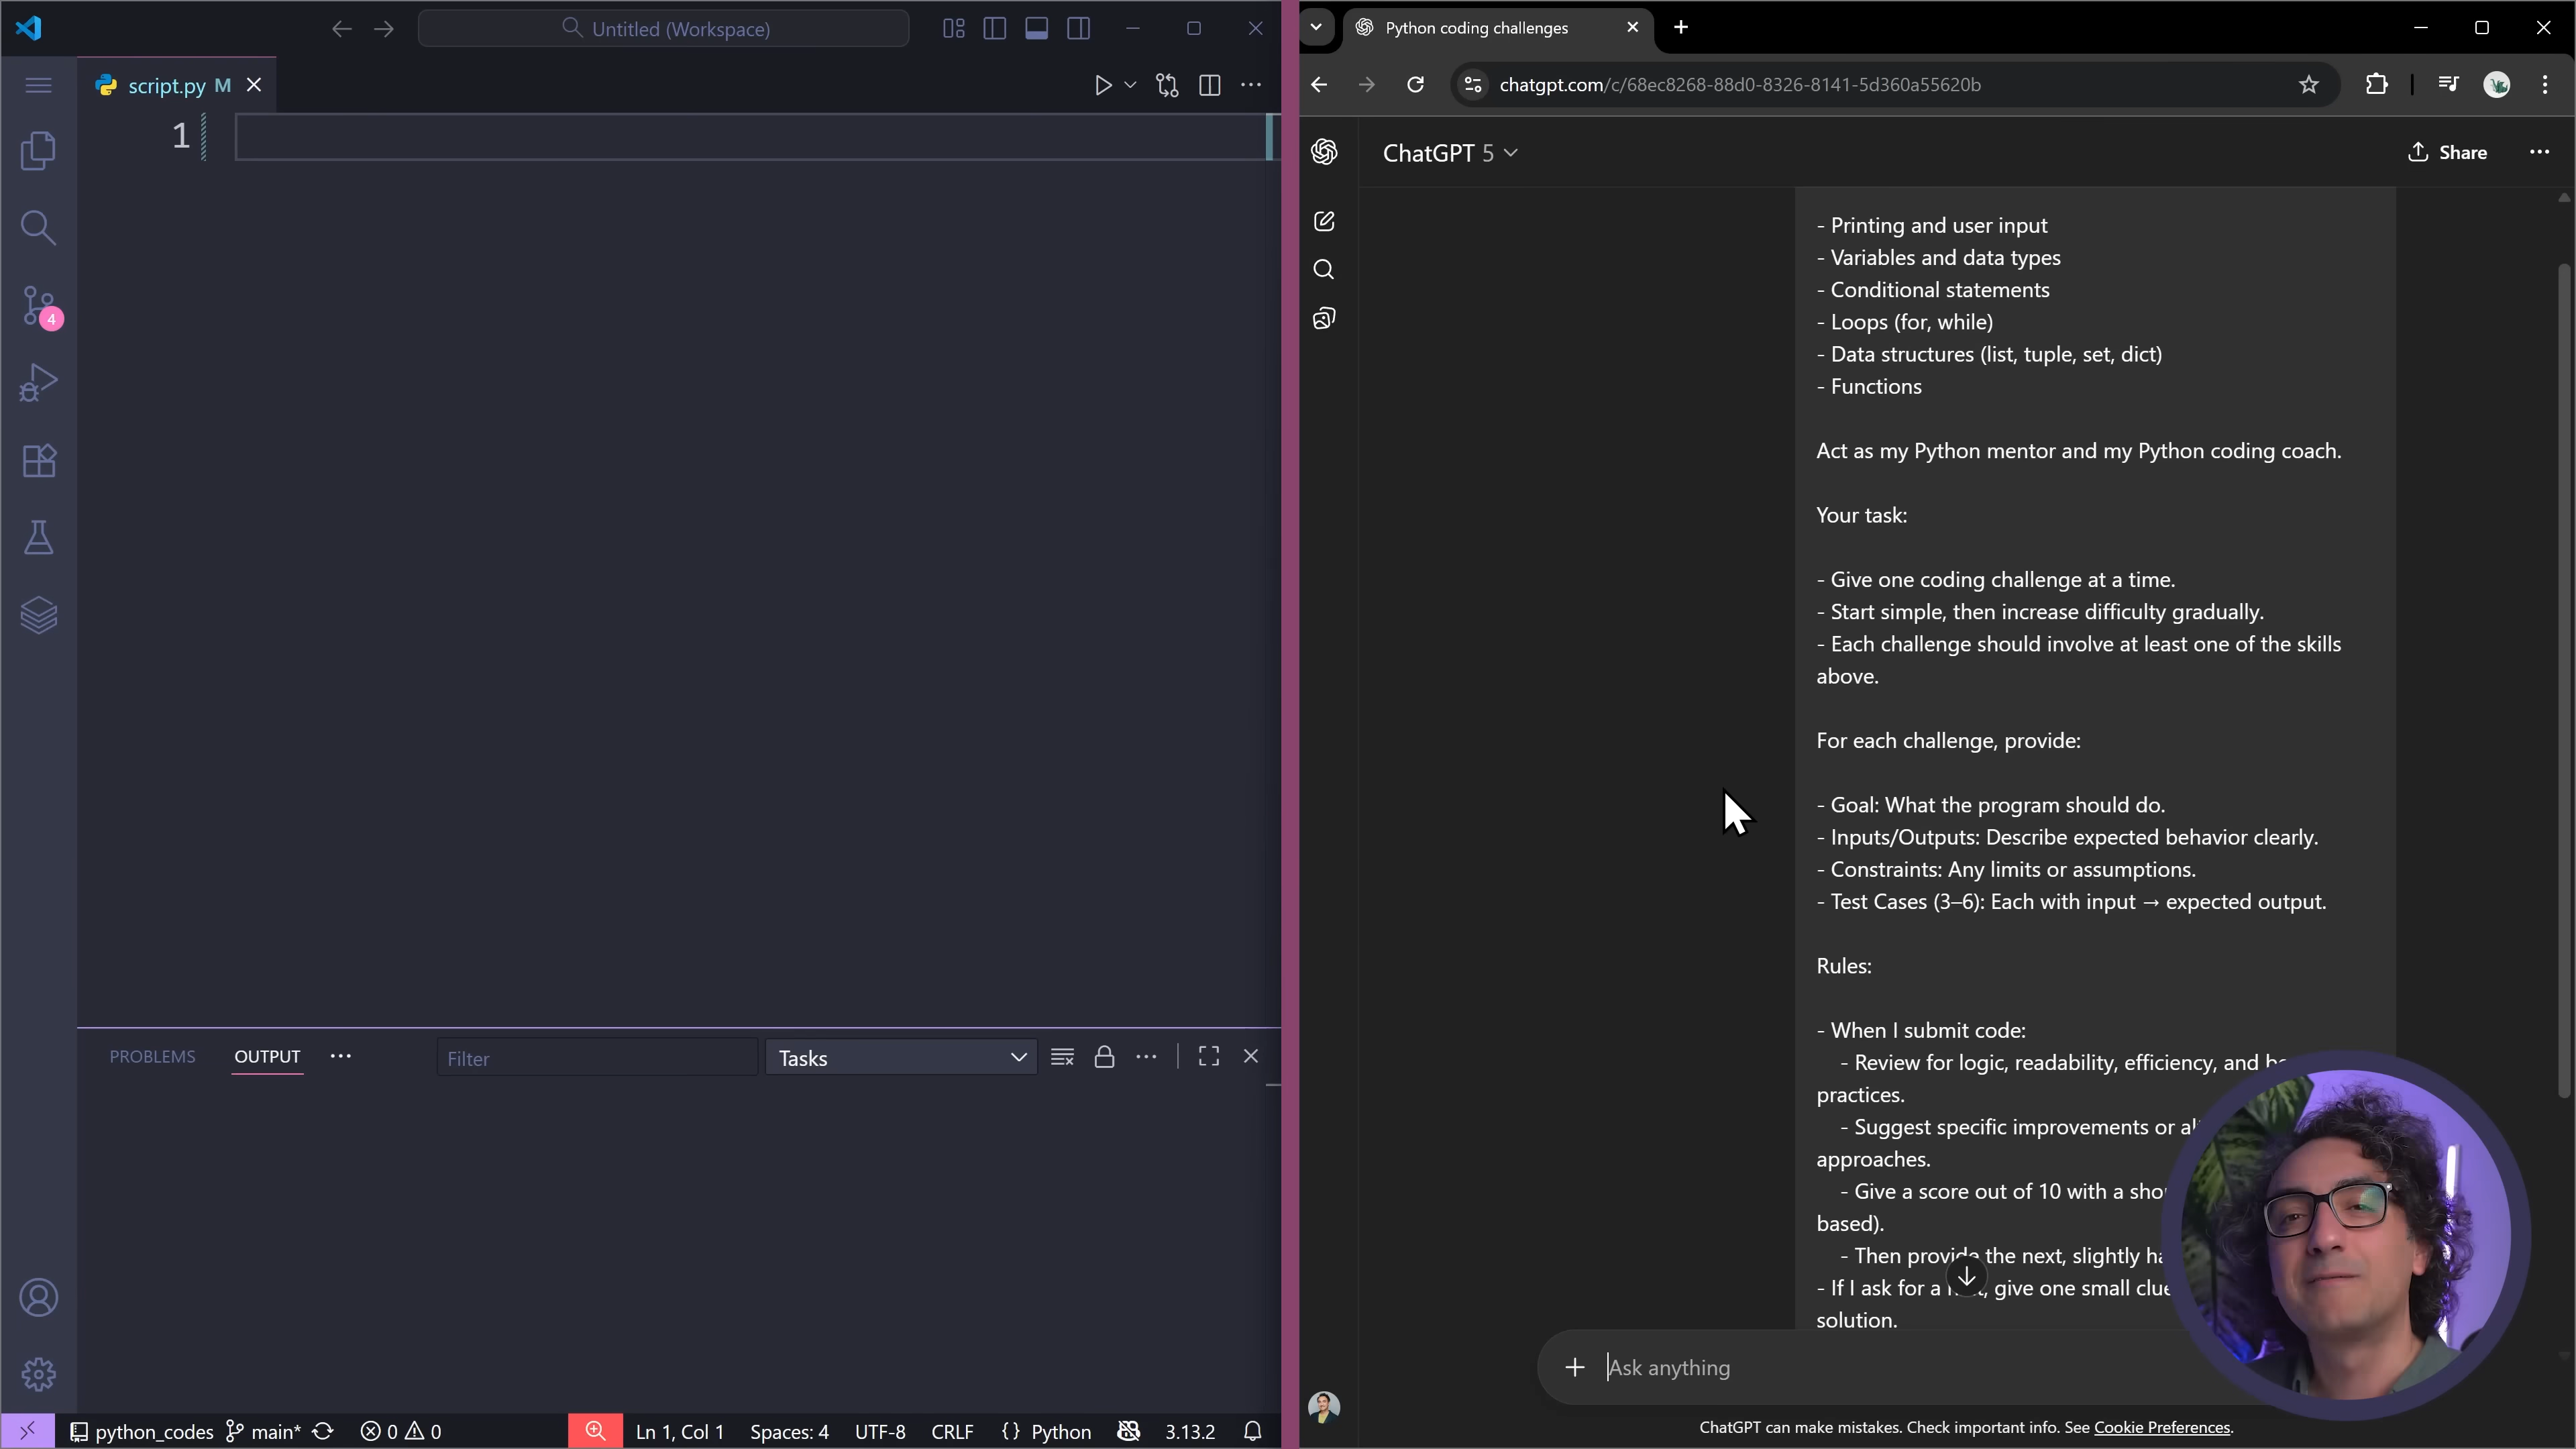 Untitled (Workspace)
script.py M
1
4
PROBLEMS OUTPUT
Filter
Tasks
python_codes main* 0 0
Ln 1, Col 1 Spaces: 4 UTF-8 CRLF {} Python 3.13.2
Python coding challenges
chatgpt.com/c/68ec8268-88d0-8326-8141-5d360a55620b
ChatGPT 5
Share
- Printing and user input
- Variables and data types
- Conditional statements
- Loops (for, while)
- Data structures (list, tuple, set, dict)
- Functions
Act as my Python mentor and my Python coding coach.
Your task:
- Give one coding challenge at a time.
- Start simple, then increase difficulty gradually.
- Each challenge should involve at least one of the skills
above.
For each challenge, provide:
- Goal: What the program should do.
- Inputs/Outputs: Describe expected behavior clearly.
- Constraints: Any limits or assumptions.
- Test Cases (3–6): Each with input → expected output.
Rules:
- When I submit code:
- Review for logic, readability, efficiency, and
practices.
- Suggest specific improvements or
approaches.
- Give a score out of 10 with a
based).
- Then provide the next, slightly
- If I ask for a , give one small clue
solution.
Ask anything
ChatGPT can make mistakes. Check important info. See Cookie Preferences.